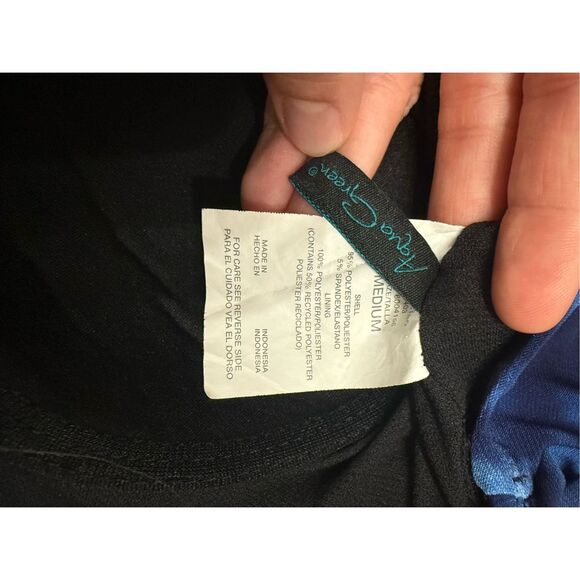 Aqua Green®
MEDIUM
SHELL
95% POLYESTER/POLIESTER
5% SPANDEX/ELASTANO
LINING
100% POLYESTER/POLIESTER
(CONTAINS 50% RECYCLED POLYESTER
POLIESTER RECICLADO)
MADE IN INDONESIA
HECHO EN INDONESIA
FOR CARE SEE REVERSE SIDE
PARA EL CUIDADO VEA EL DORSO